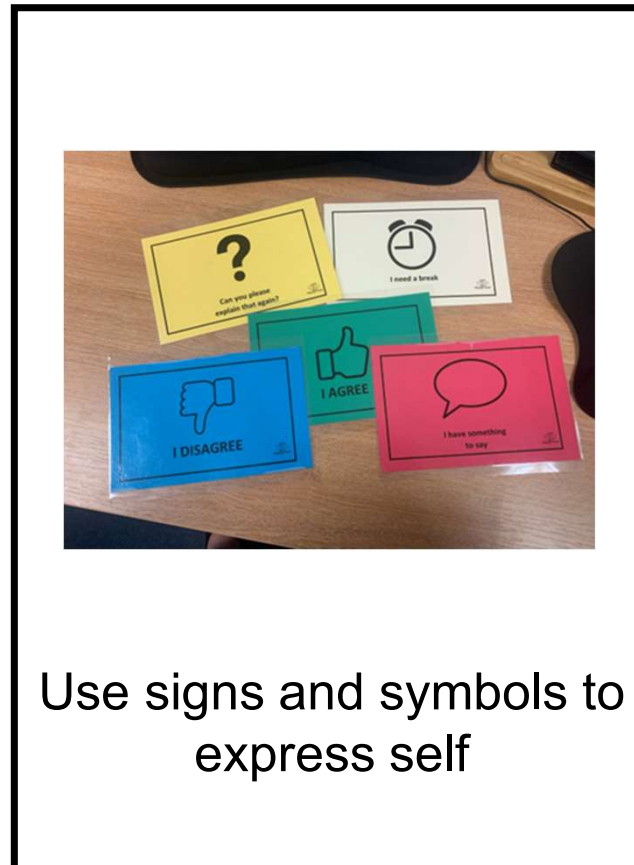 ?
Can you please
explain that again?
I need a break
I AGREE
I DISAGREE
I have something
to say
Use signs and symbols to
express self